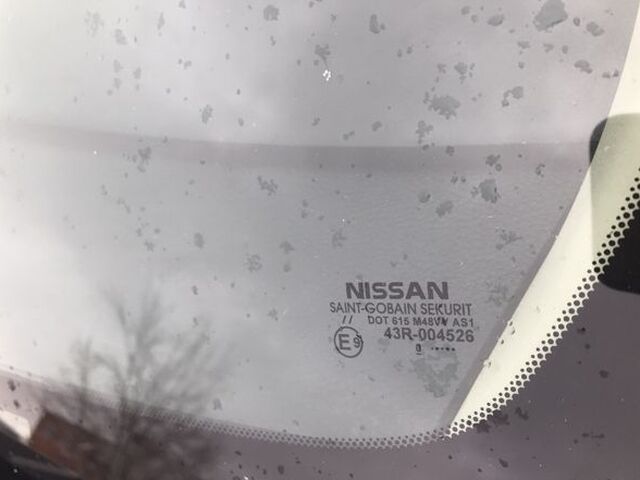 NISSAN
SAINT-GOBAIN SEKURIT
DOT 615 M48VV AS1
E9
43R-004526